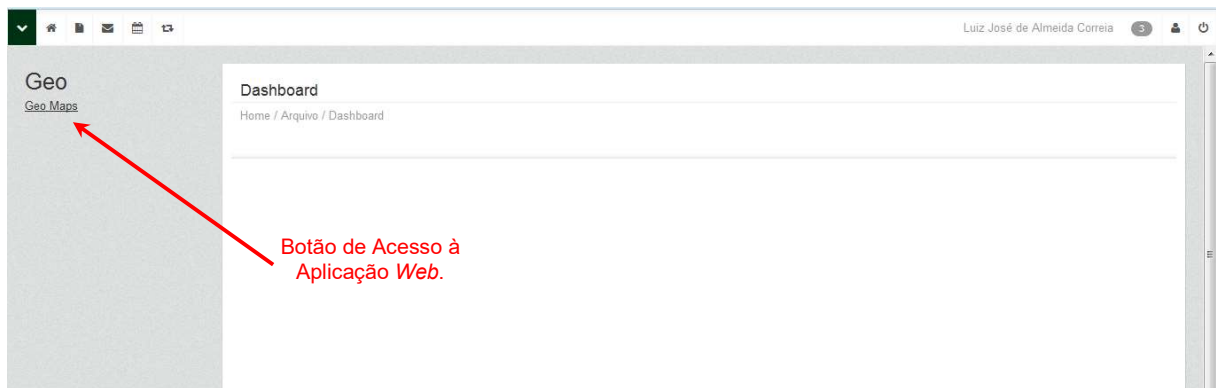 Luiz José de Almeida Correia 3
Geo
Geo Maps
Dashboard
Home / Arquivo / Dashboard
Botão de Acesso à
Aplicação Web.